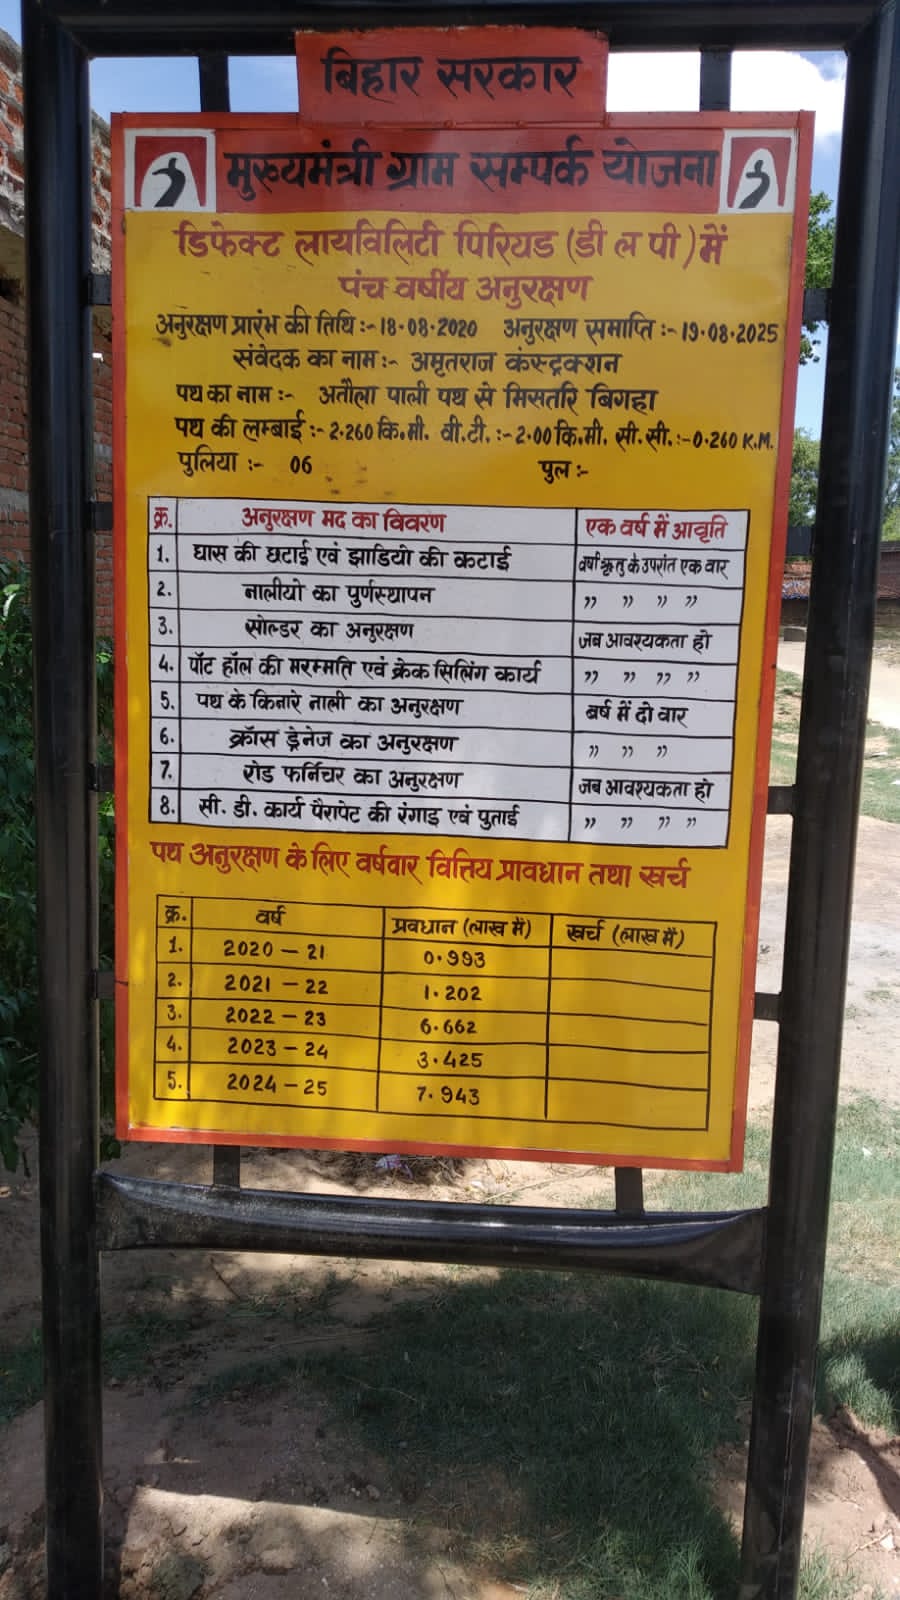 बिहार सरकार
मुख्यमंत्री ग्राम सम्पर्क योजना
डिफेक्ट लायविलिटी पिरियड (डी ल पी) में
पंच वर्षीय अनुरक्षण
अनुरक्षण प्रारंभ की तिथि :- 18.08.2020 अनुरक्षण समाप्ति :- 19.08.2025
संवेदक का नाम :- अमृतराज कंस्ट्रक्शन
पथ का नाम :- अतौला पाली पथ से मिसतरि बिगहा
पथ की लम्बाई :- 2.260 कि.मी. वी.टी. :- 2.00 कि.मी. सी.सी. :- 0.260 K.M.
पुलिया :- 06 पुल :-
क्र. अनुरक्षण मद का विवरण एक वर्ष में आवृति
1. घास की छटाई एवं झाडियो की कटाई वर्षा ऋृतु के उपरांत एक वार
2. नालीयो का पुर्णस्थापन ,, ,, ,, ,,
3. सोल्डर का अनुरक्षण जब आवश्यकता हो
4. पॉट हॉल की मरम्मति एवं क्रेक सिलिंग कार्य ,, ,, ,, ,,
5. पथ के किनारे नाली का अनुरक्षण वर्ष में दो वार
6. क्रॉस ड्रेनेज का अनुरक्षण ,, ,, ,,
7. रोड फर्निचर का अनुरक्षण जब आवश्यकता हो
8. सी. डी. कार्य पैरापेट की रंगाइ एवं पुताई ,, ,, ,, ,,
पथ अनुरक्षण के लिए वर्षवार वित्तिय प्रावधान तथा खर्च
क्र. वर्ष प्रवधान (लाख में) खर्च (लाख में)
1. 2020 - 21 0.993
2. 2021 - 22 1.202
3. 2022 - 23 6.662
4. 2023 - 24 3.425
5. 2024 - 25 7.943